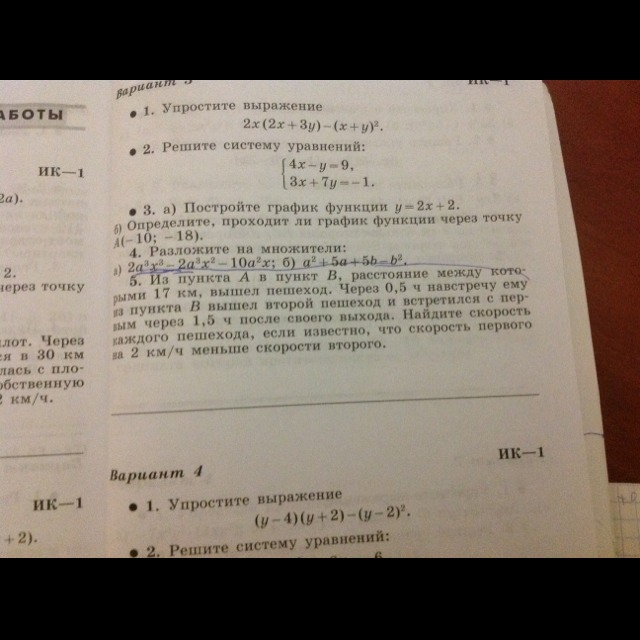 АБОТЫ
ИК—1
2а).
2.
через точку
лот. Через
ся в 30 км
лась с пло-
обственную
2 км/ч.
ИК—1
+2).
Вариант 3
ИК—1
• 1. Упростите выражение
2x(2x+3y)−(x+y)².
• 2. Решите систему уравнений:
4x−y=9,
3x+7y=−1.
• 3. а) Постройте график функции y=2x+2.
б) Определите, проходит ли график функции через точку
A(−10; −18).
4. Разложите на множители:
а) 2a³x³−2a³x²−10a²x; б) a²+5a+5b−b².
5. Из пункта A в пункт B, расстояние между кото-
рыми 17 км, вышел пешеход. Через 0,5 ч навстречу ему
из пункта B вышел второй пешеход и встретился с пер-
вым через 1,5 ч после своего выхода. Найдите скорость
каждого пешехода, если известно, что скорость первого
на 2 км/ч меньше скорости второго.
Вариант 4
ИК—1
• 1. Упростите выражение
(y−4)(y+2)−(y−2)².
• 2. Решите систему уравнений: